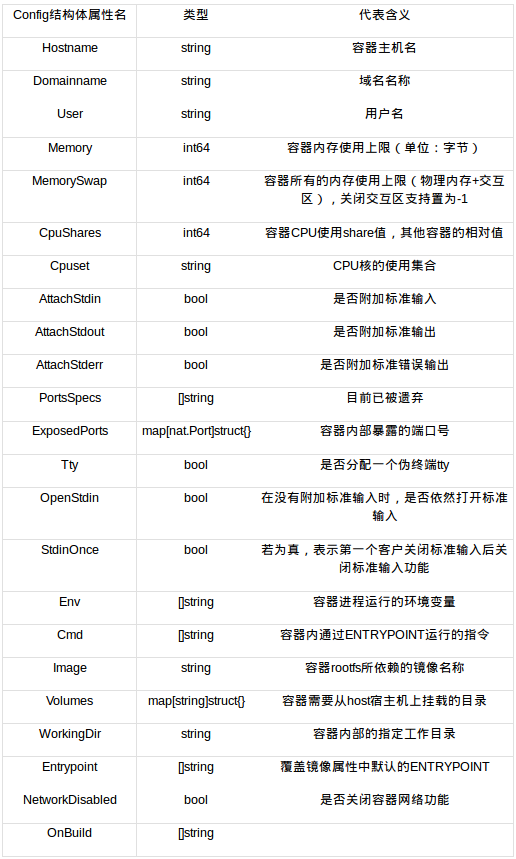 Config结构体属性名 类型 代表含义
Hostname string 容器主机名
Domainname string 域名名称
User string 用户名
Memory int64 容器内存使用上限（单位：字节）
MemorySwap int64 容器所有的内存使用上限（物理内存+交互
区），关闭交互区支持置为-1
CpuShares int64 容器CPU使用share值，其他容器的相对值
Cpuset string CPU核的使用集合
AttachStdin bool 是否附加标准输入
AttachStdout bool 是否附加标准输出
AttachStderr bool 是否附加标准错误输出
PortsSpecs []string 目前已被遗弃
ExposedPorts map[nat.Port]struct{} 容器内部暴露的端口号
Tty bool 是否分配一个伪终端tty
OpenStdin bool 在没有附加标准输入时，是否依然打开标准
输入
StdinOnce bool 若为真，表示第一个客户关闭标准输入后关
闭标准输入功能
Env []string 容器进程运行的环境变量
Cmd []string 容器内通过ENTRYPOINT运行的指令
Image string 容器rootfs所依赖的镜像名称
Volumes map[string]struct{} 容器需要从host宿主机上挂载的目录
WorkingDir string 容器内部的指定工作目录
Entrypoint []string 覆盖镜像属性中默认的ENTRYPOINT
NetworkDisabled bool 是否关闭容器网络功能
OnBuild []string